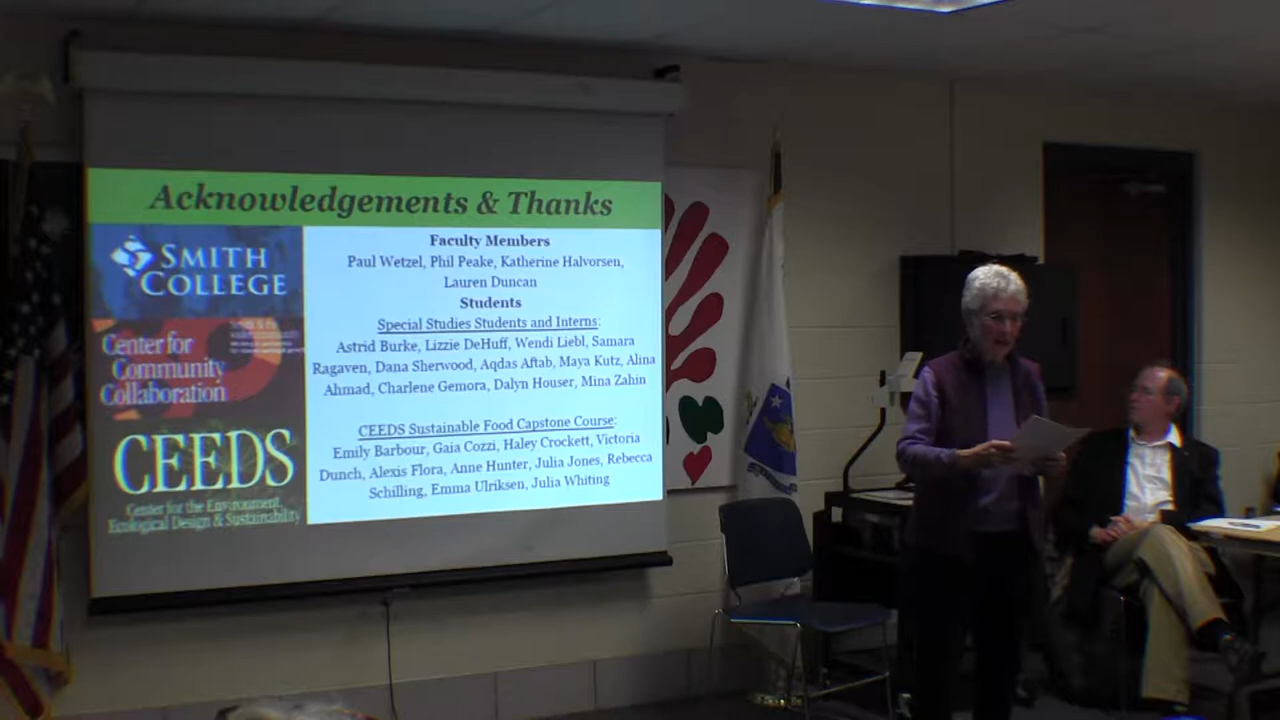 Acknowledgements & Thanks
SMITH
COLLEGE
Center for
Community
Collaboration
CEEDS
Center for the Environment,
Ecological Design & Sustainability
Faculty Members
Paul Wetzel, Phil Peake, Katherine Halvorsen,
Lauren Duncan
Students
Special Studies Students and Interns:
Astrid Burke, Lizzie DeHuff, Wendi Liebl, Samara
Ragaven, Dana Sherwood, Aqdas Aftab, Maya Kutz, Alina
Ahmad, Charlene Gemora, Dalyn Houser, Mina Zahin
CEEDS Sustainable Food Capstone Course:
Emily Barbour, Gaia Cozzi, Haley Crockett, Victoria
Dunch, Alexis Flora, Anne Hunter, Julia Jones, Rebecca
Schilling, Emma Ulriksen, Julia Whiting